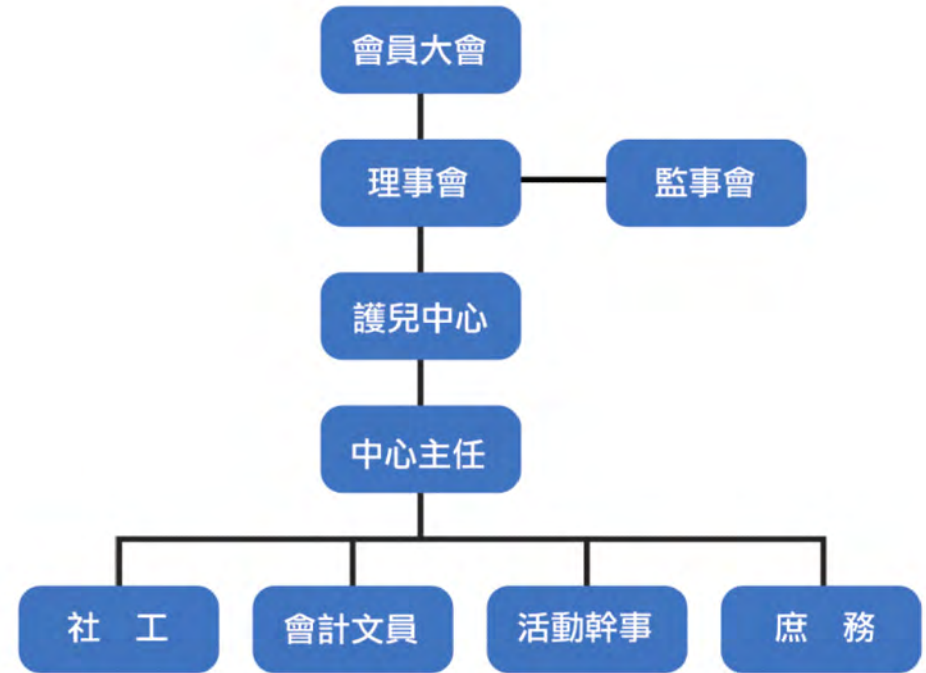 會員大會
理事會
監事會
護兒中心
中心主任
社　工
會計文員
活動幹事
庶　務